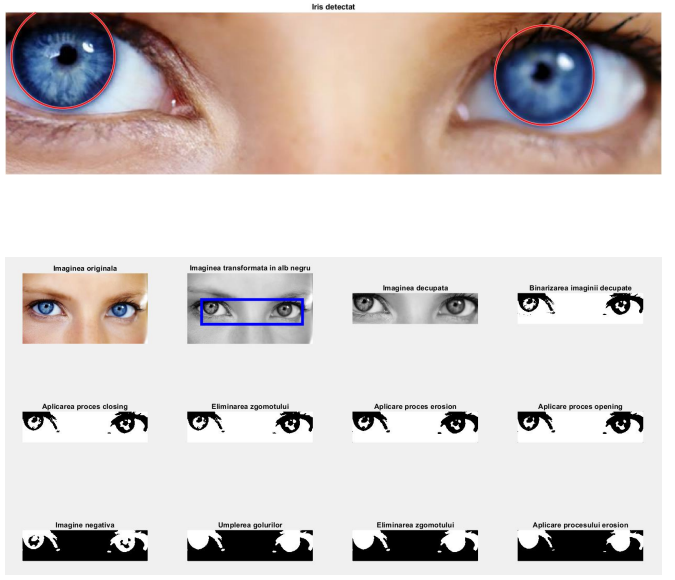 Iris detectat
Imaginea originala
Imaginea transformata in alb negru
Imaginea decupata
Binarizarea imaginii decupate
Aplicarea proces closing
Eliminarea zgomotului
Aplicare proces erosion
Aplicare proces opening
Imagine negativa
Umplerea golurilor
Eliminarea zgomotului
Aplicare procesului erosion